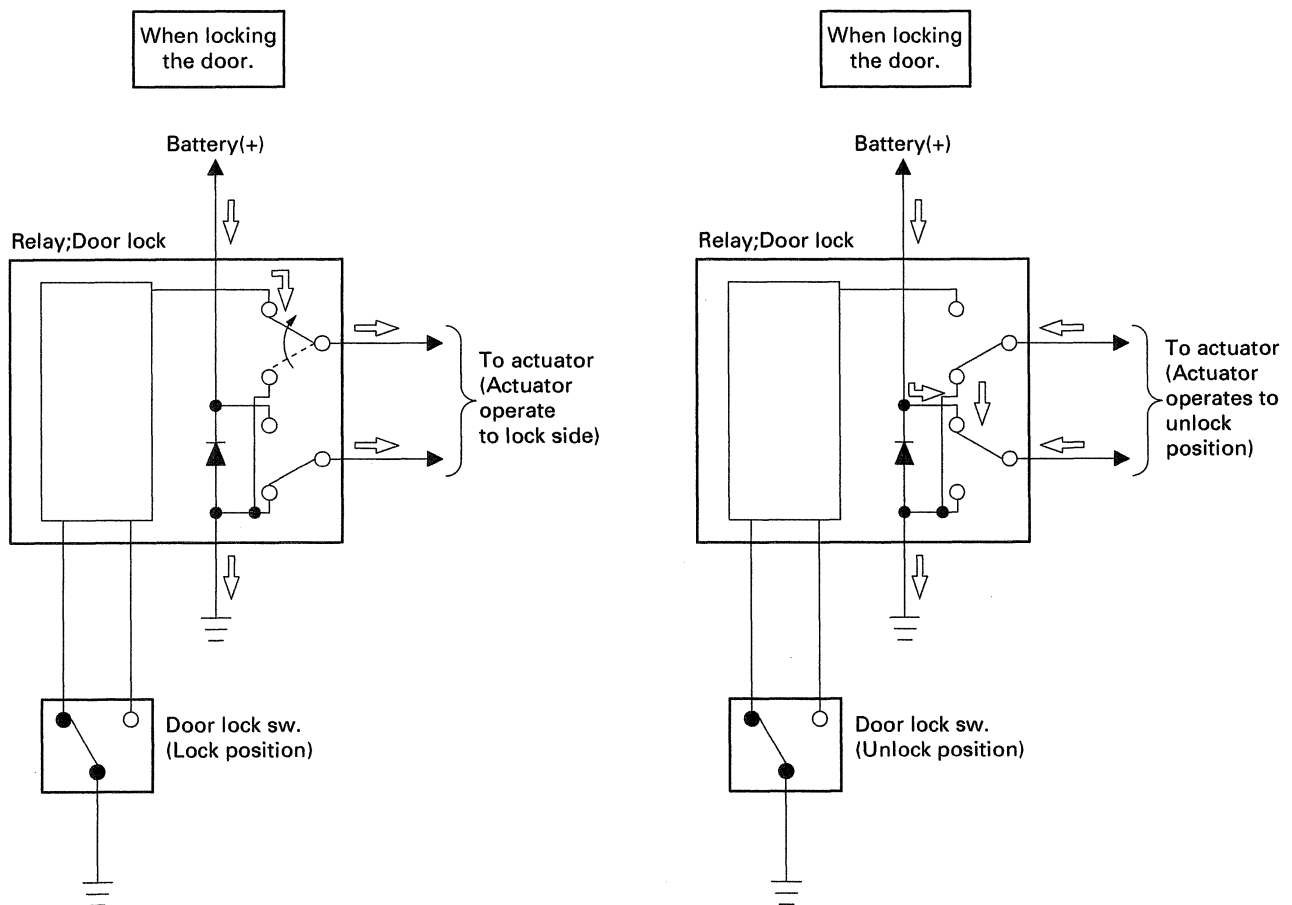 When locking
the door.
Battery(+)
Relay;Door lock
To actuator
(Actuator
operate
to lock side)
Door lock sw.
(Lock position)
When locking
the door.
Battery(+)
Relay;Door lock
To actuator
(Actuator
operates to
unlock
position)
Door lock sw.
(Unlock position)